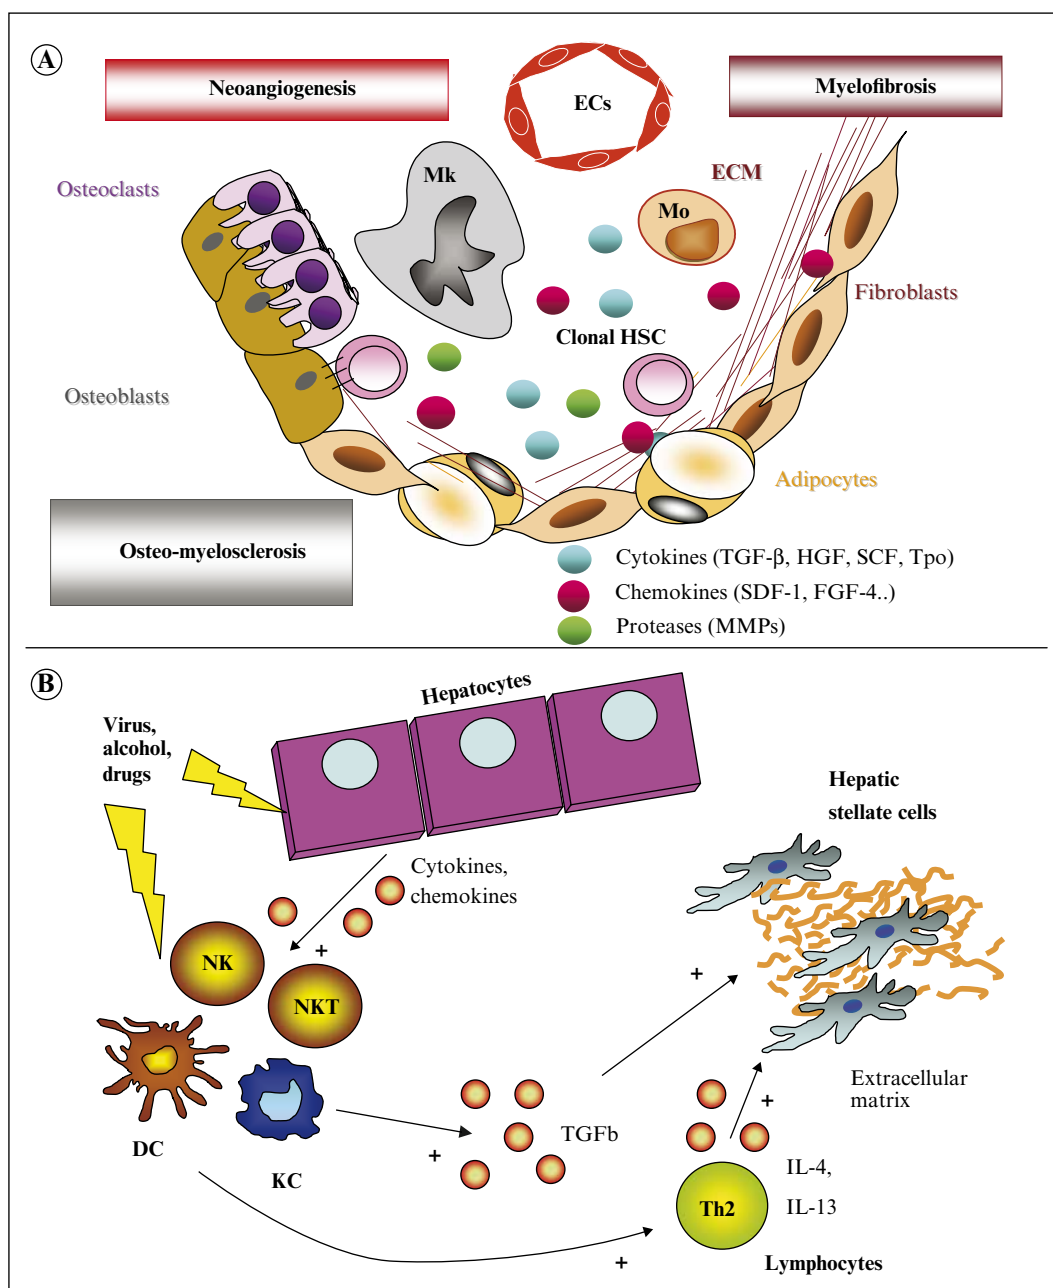 A
Neoangiogenesis
ECs
Myelofibrosis
Osteoclasts
Mk
ECM
Mo
Fibroblasts
Clonal HSC
Osteoblasts
Adipocytes
Osteo-myelosclerosis
Cytokines (TGF-β, HGF, SCF, Tpo)
Chemokines (SDF-1, FGF-4..)
Proteases (MMPs)
B
Hepatocytes
Virus,
alcohol,
drugs
Hepatic
stellate cells
Cytokines,
chemokines
+
NK
NKT
+
DC
KC
+
TGFb
Extracellular
matrix
+
IL-4,
IL-13
Th2
+
Lymphocytes